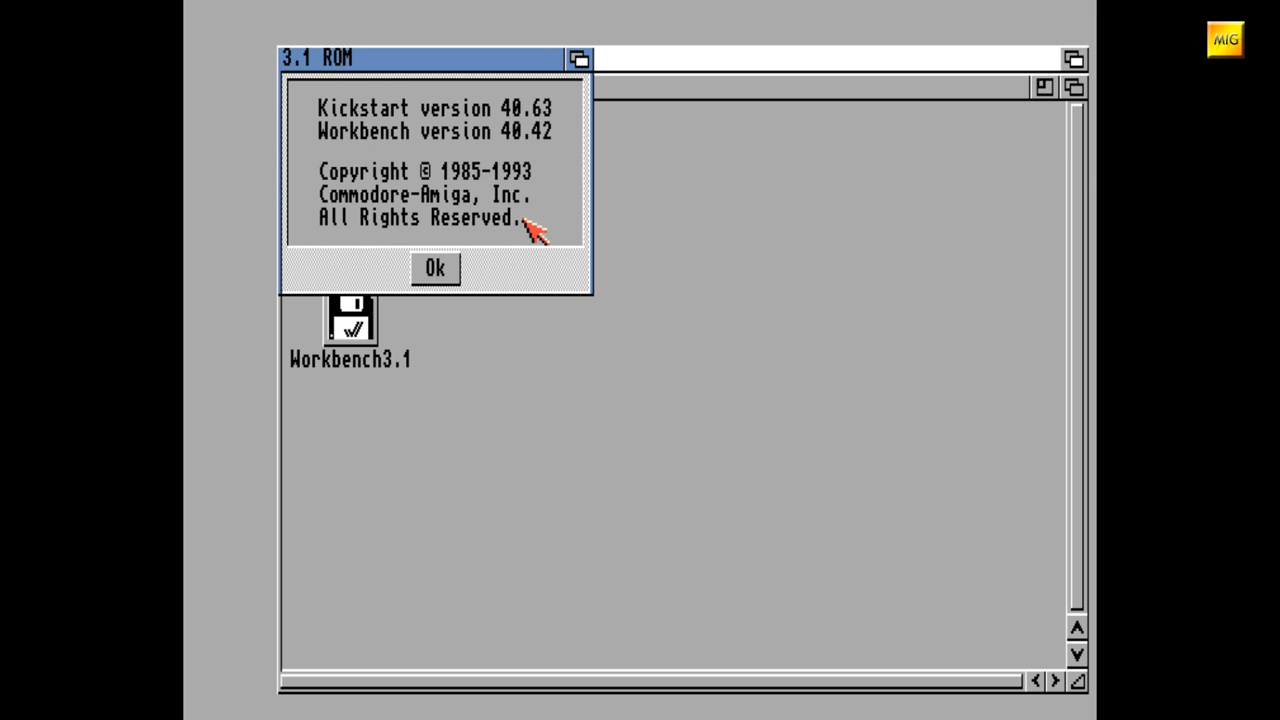 MIG
3.1 ROM
Kickstart version 40.63
Workbench version 40.42
Copyright © 1985-1993
Commodore-Amiga, Inc.
All Rights Reserved.
Ok
Workbench3.1